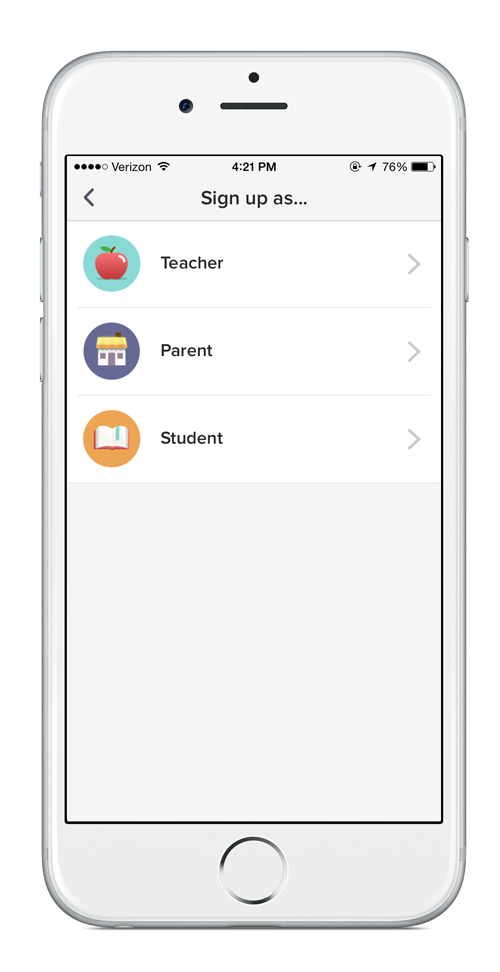 Verizon 4:21 PM 76%
Sign up as...
Teacher
Parent
Student